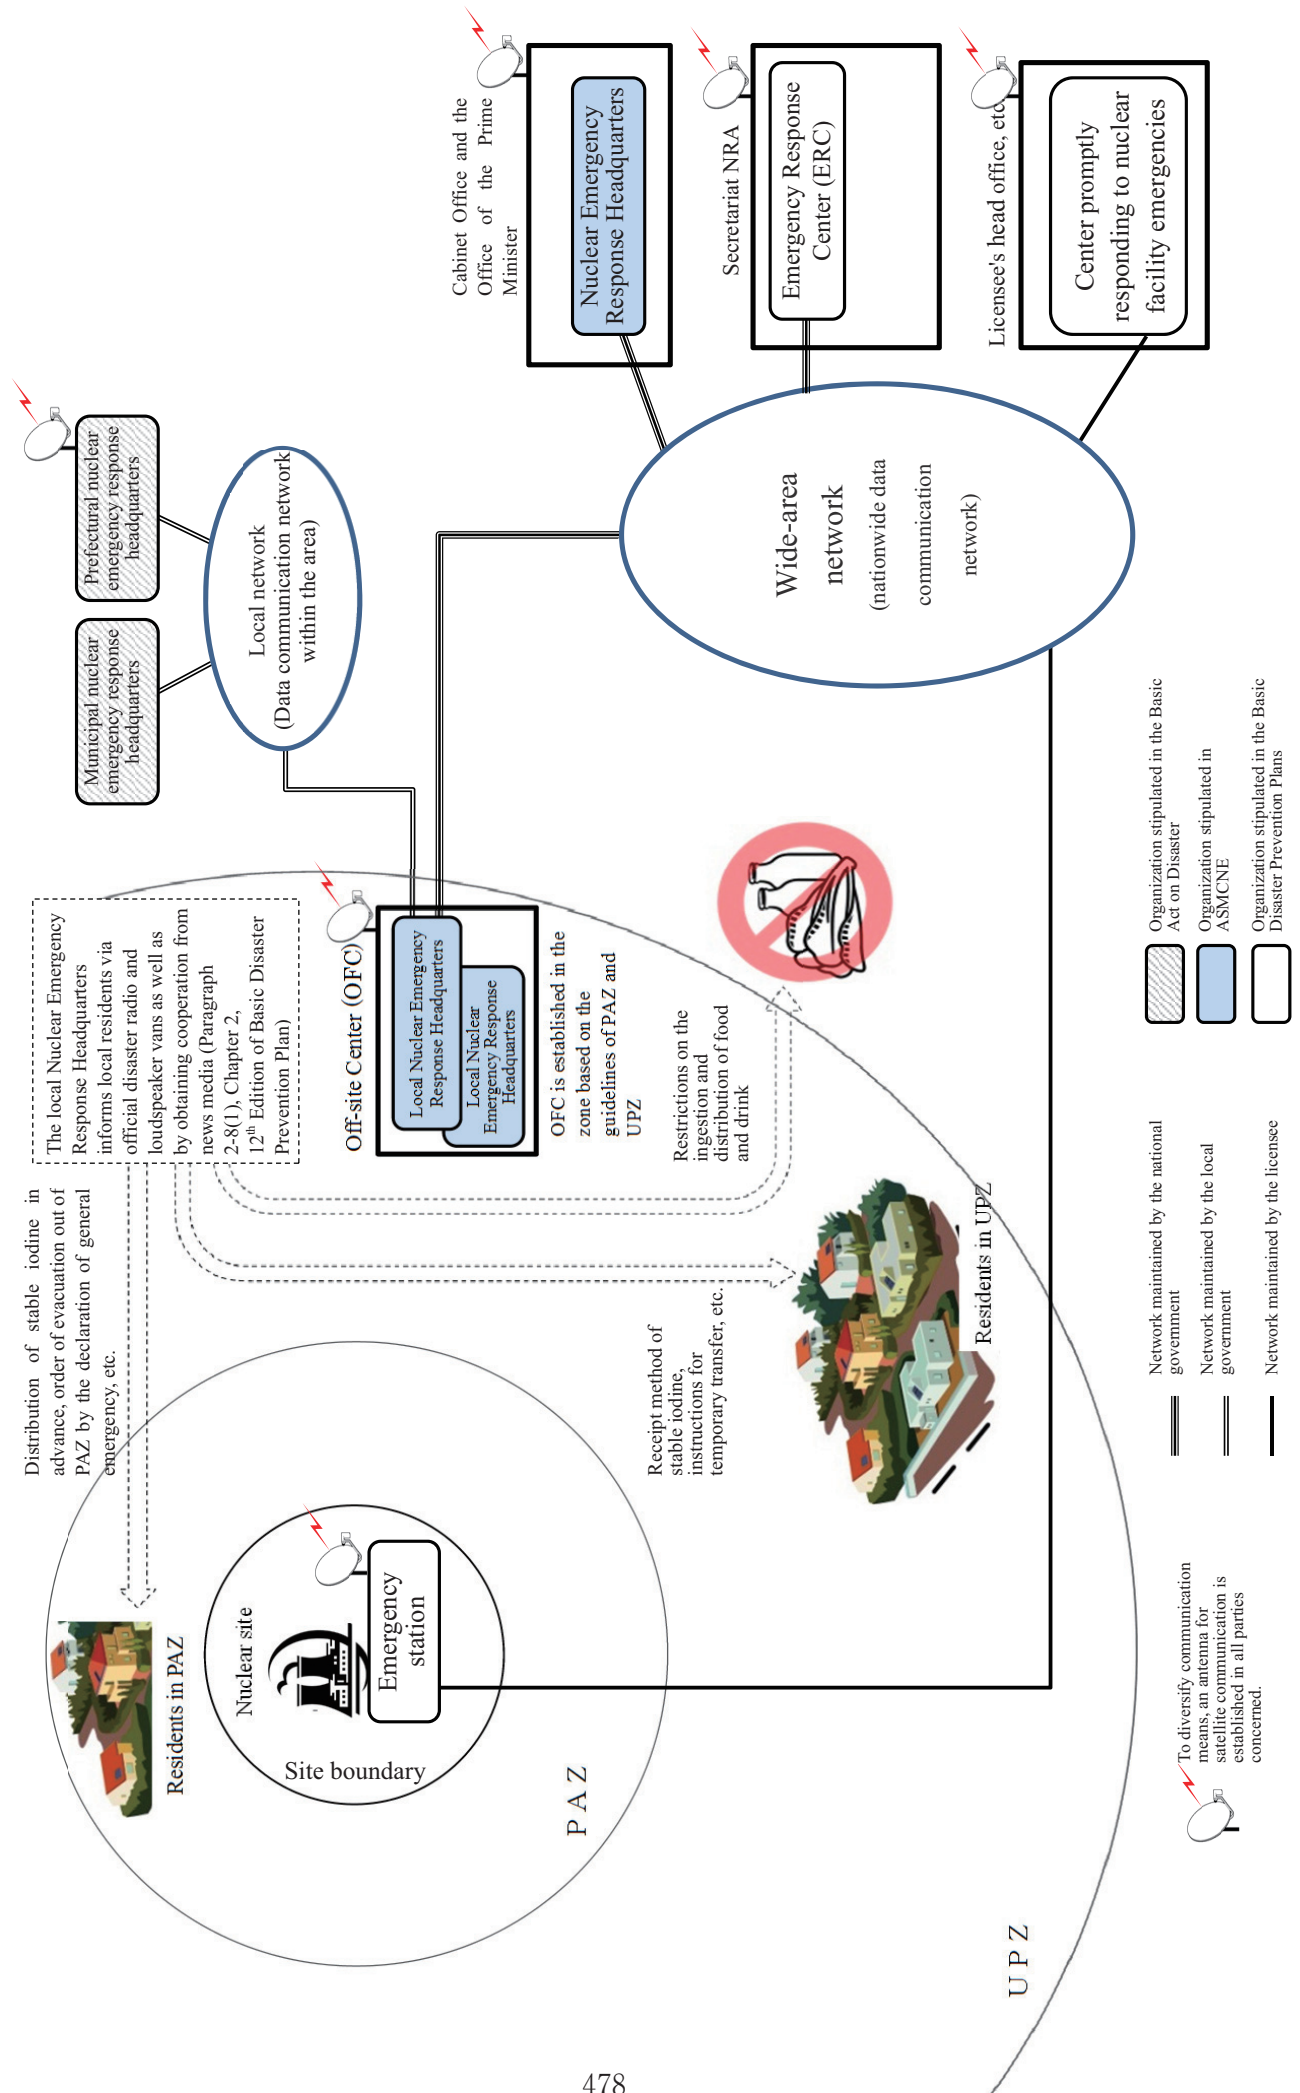 Distribution of stable iodine in
advance, order of evacuation out of
PAZ by the declaration of general
emergency, etc.
The local Nuclear Emergency
Response Headquarters
informs local residents via
official disaster radio and
loudspeaker vans as well as
by obtaining cooperation from
news media (Paragraph
2-8(1), Chapter 2,
12th Edition of Basic Disaster
Prevention Plan)
Municipal nuclear
emergency response
headquarters
Prefectural nuclear
emergency response
headquarters
Local network
(Data communication network
within the area)
Residents in PAZ
Nuclear site
Emergency
station
Site boundary
P A Z
Off-site Center (OFC)
Local Nuclear Emergency
Response Headquarters
Local Nuclear
Emergency Response
Headquarters
OFC is established in the
zone based on the
guidelines of PAZ and
UPZ
Cabinet Office and the
Office of the Prime
Minister
Nuclear Emergency
Response Headquarters
Receipt method of
stable iodine,
instructions for
temporary transfer, etc.
Restrictions on the
ingestion and
distribution of food
and drink
Secretariat NRA
Emergency Response
Center (ERC)
Wide-area
network
(nationwide data
communication
network)
Residents in UPZ
U P Z
Licensee's head office, etc.
Center promptly
responding to nuclear
facility emergencies
To diversify communication
means, an antenna for
satellite communication is
established in all parties
concerned.
Network maintained by the national
government
Network maintained by the local
government
Network maintained by the licensee
Organization stipulated in the Basic
Act on Disaster
Organization stipulated in
ASMCNE
Organization stipulated in the Basic
Disaster Prevention Plans
478